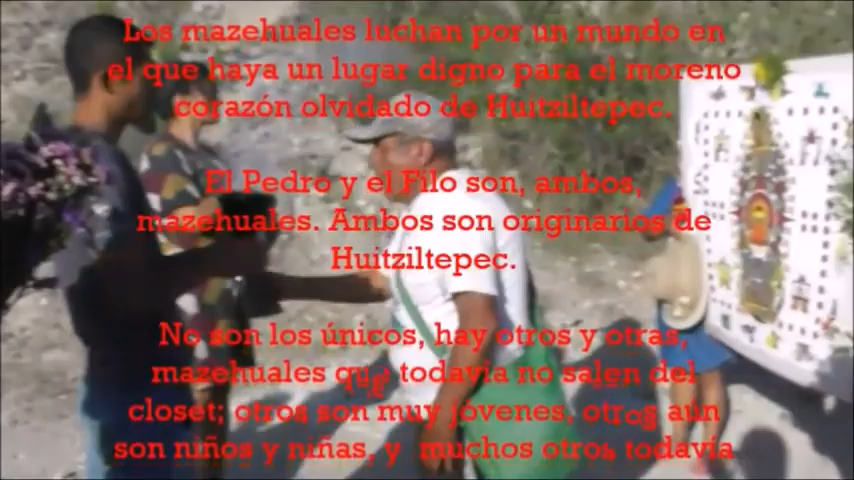 Los mazehuales luchan por un mundo en
el que haya un lugar digno para el moreno
corazón olvidado de Huitziltepec.
El Pedro y el Filo son, ambos,
mazehuales. Ambos son originarios de
Huitziltepec.
No son los únicos, hay otros y otras,
mazehuales que todavía no salen del
closet; otros son muy jóvenes, otros aún
son niños y niñas, y muchos otros todavía